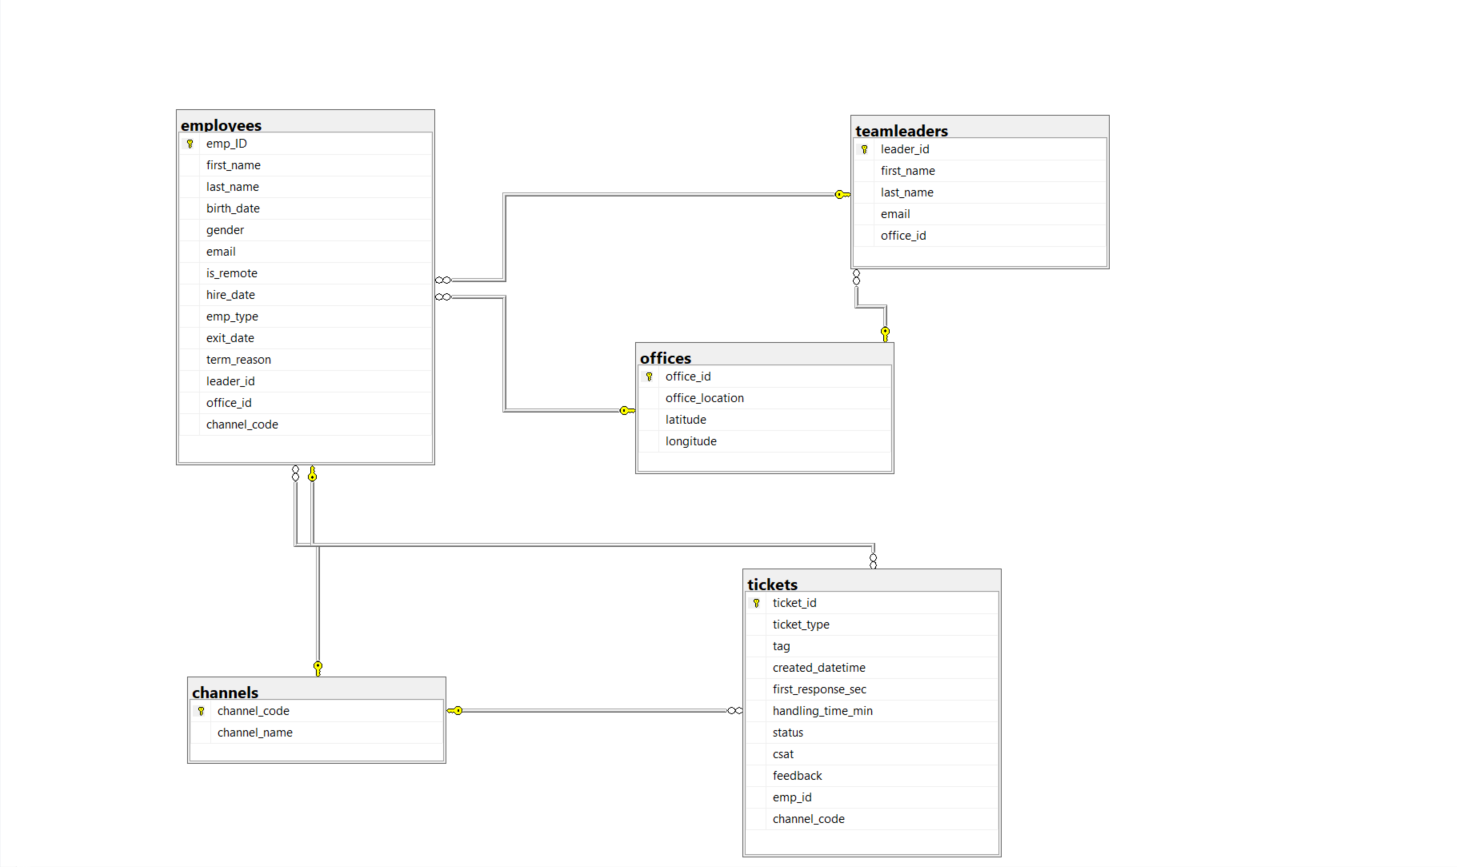 employees
emp_ID
first_name
last_name
birth_date
gender
email
is_remote
hire_date
emp_type
exit_date
term_reason
leader_id
office_id
channel_code
teamleaders
leader_id
first_name
last_name
email
office_id
offices
office_id
office_location
latitude
longitude
channels
channel_code
channel_name
tickets
ticket_id
ticket_type
tag
created_datetime
first_response_sec
handling_time_min
status
csat
feedback
emp_id
channel_code